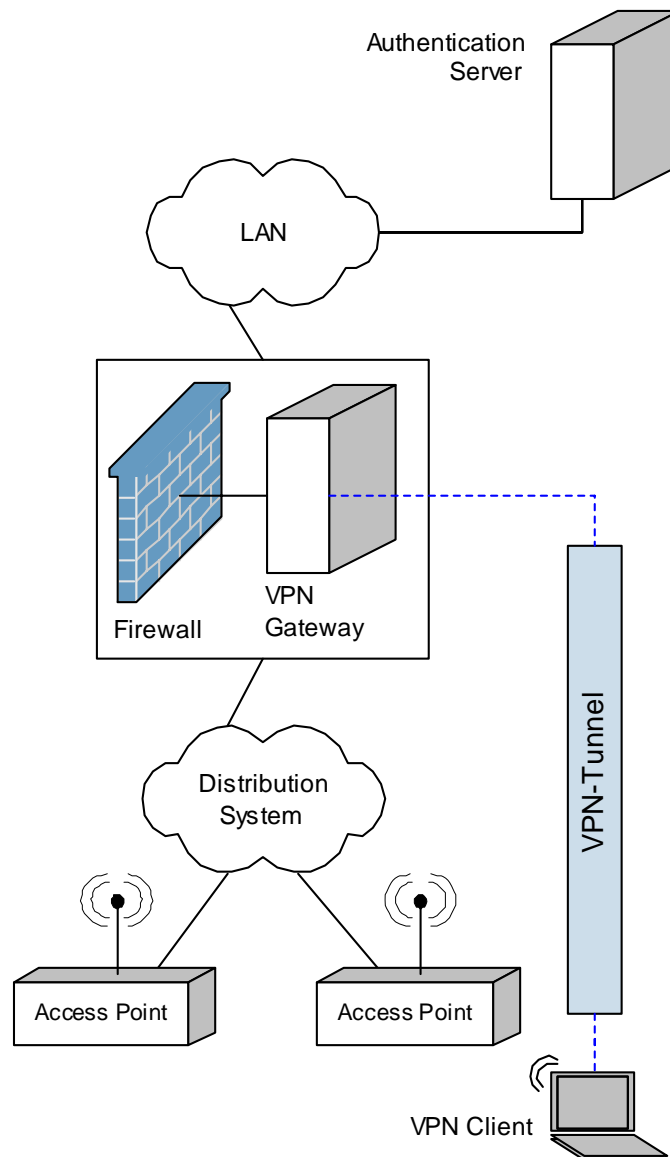 Authentication
Server
LAN
Firewall
VPN
Gateway
VPN-Tunnel
Distribution
System
Access Point
Access Point
VPN Client